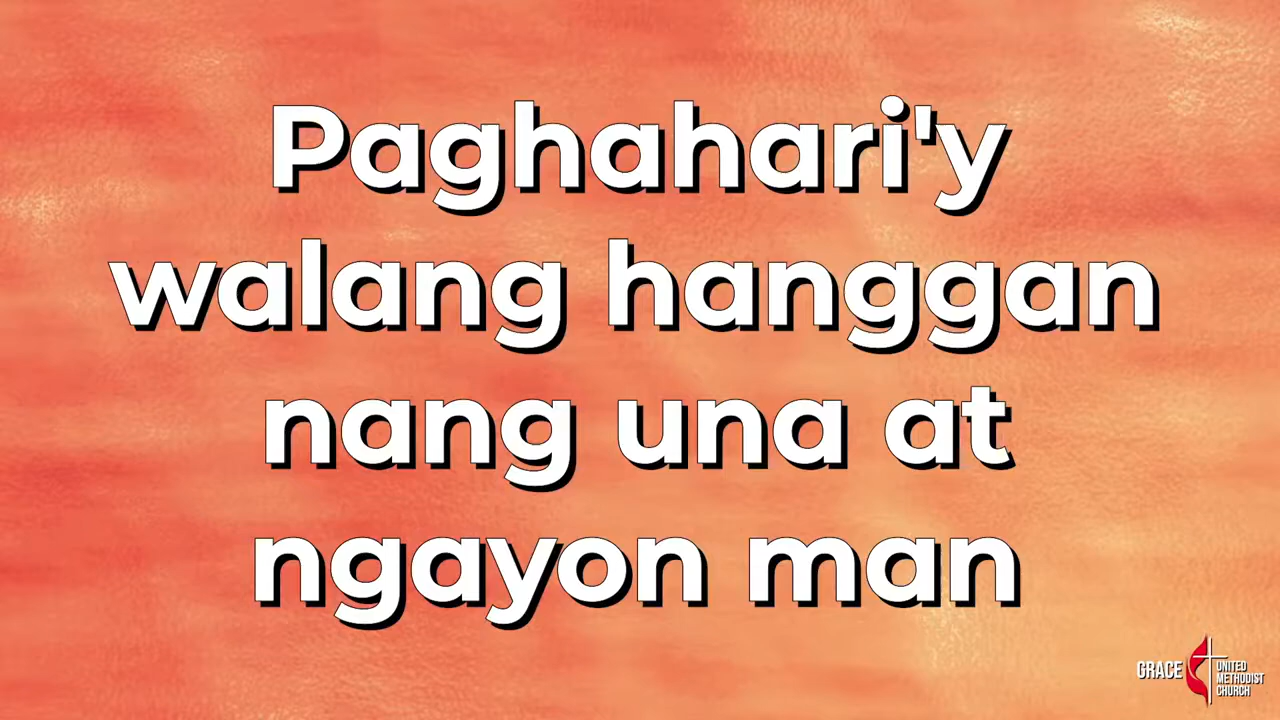 Paghahari'y
walang hanggan
nang una at
ngayon man
GRACE
UNITED
METHODIST
CHURCH